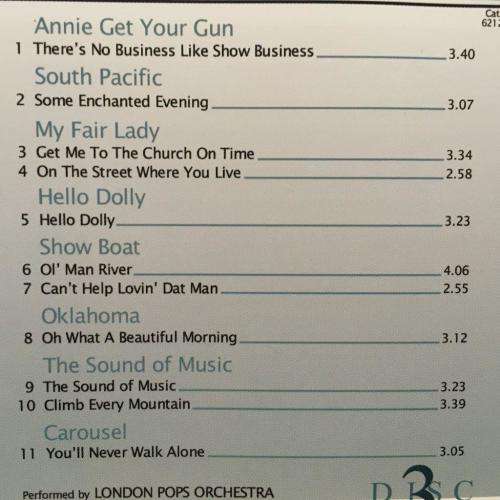 Annie Get Your Gun
Cat
6212
1 There's No Business Like Show Business 3.40
South Pacific
2 Some Enchanted Evening 3.07
My Fair Lady
3 Get Me To The Church On Time 3.34
4 On The Street Where You Live 2.58
Hello Dolly
5 Hello Dolly 3.23
Show Boat
6 Ol' Man River 4.06
7 Can't Help Lovin' Dat Man 2.55
Oklahoma
8 Oh What A Beautiful Morning 3.12
The Sound of Music
9 The Sound of Music 3.23
10 Climb Every Mountain 3.39
Carousel
11 You'll Never Walk Alone 3.05
Performed by LONDON POPS ORCHESTRA
DISC 3